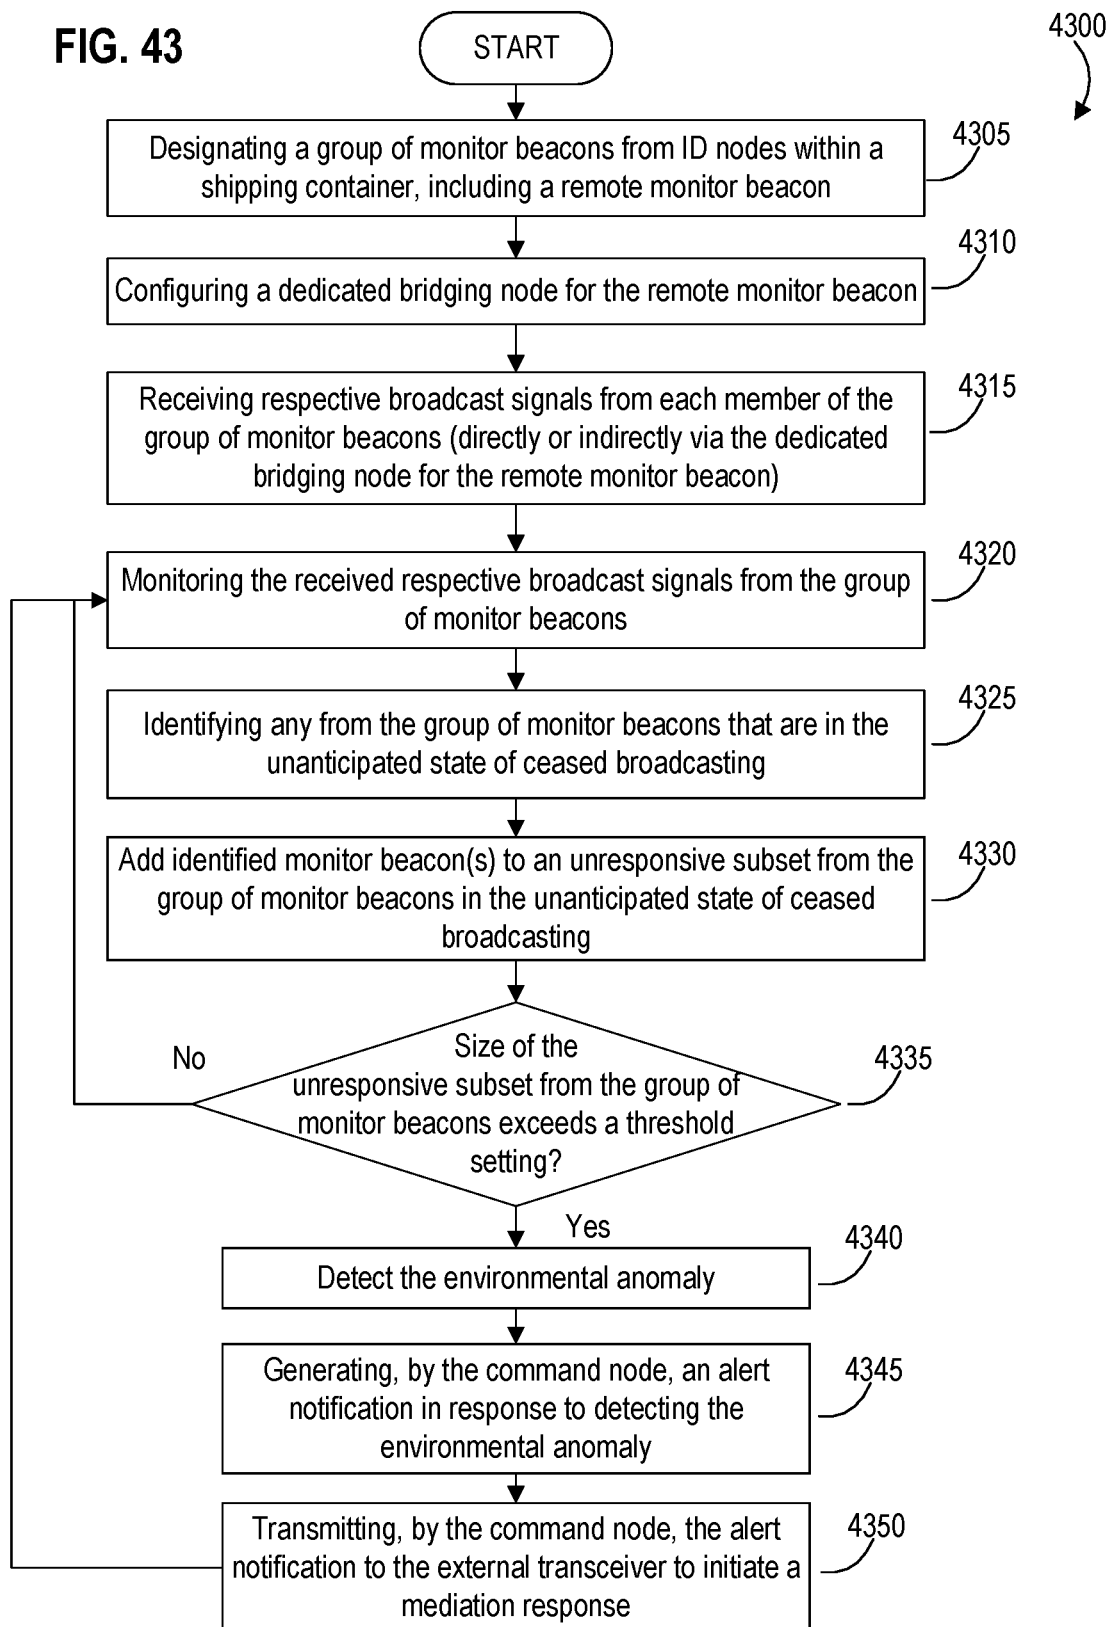 FIG. 43
START
4300
Designating a group of monitor beacons from ID nodes within a
shipping container, including a remote monitor beacon
4305
Configuring a dedicated bridging node for the remote monitor beacon
4310
Receiving respective broadcast signals from each member of the
group of monitor beacons (directly or indirectly via the dedicated
bridging node for the remote monitor beacon)
4315
Monitoring the received respective broadcast signals from the group
of monitor beacons
4320
Identifying any from the group of monitor beacons that are in the
unanticipated state of ceased broadcasting
4325
Add identified monitor beacon(s) to an unresponsive subset from the
group of monitor beacons in the unanticipated state of ceased
broadcasting
4330
No
Size of the
unresponsive subset from the group of
monitor beacons exceeds a threshold
setting?
4335
Yes
Detect the environmental anomaly
4340
Generating, by the command node, an alert
notification in response to detecting the
environmental anomaly
4345
Transmitting, by the command node, the alert
notification to the external transceiver to initiate a
mediation response
4350